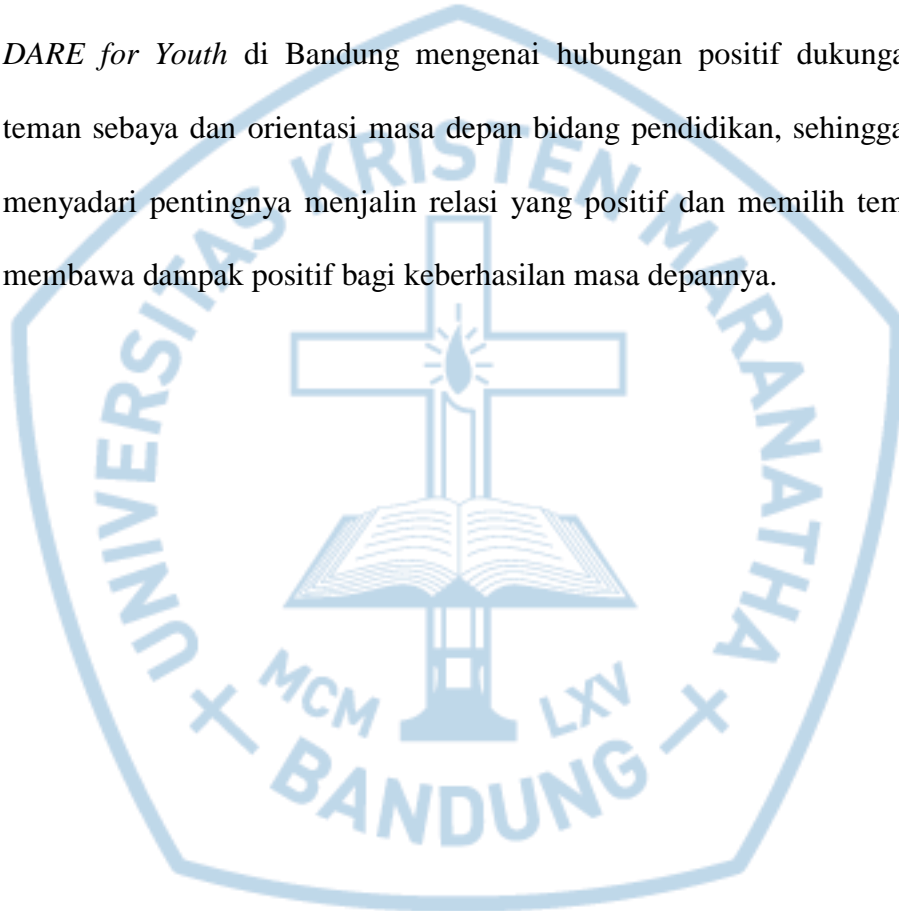 DARE for Youth di Bandung mengenai hubungan positif
teman sebaya dan orientasi masa depan bidang pendidikan, sehingga
menyadari pentingnya menjalin relasi yang positif dan memilih
membawa dampak positif bagi keberhasilan masa depannya.
UNIVERSITAS KRISTEN MARANATHA
MCM LXV
BANDUNG